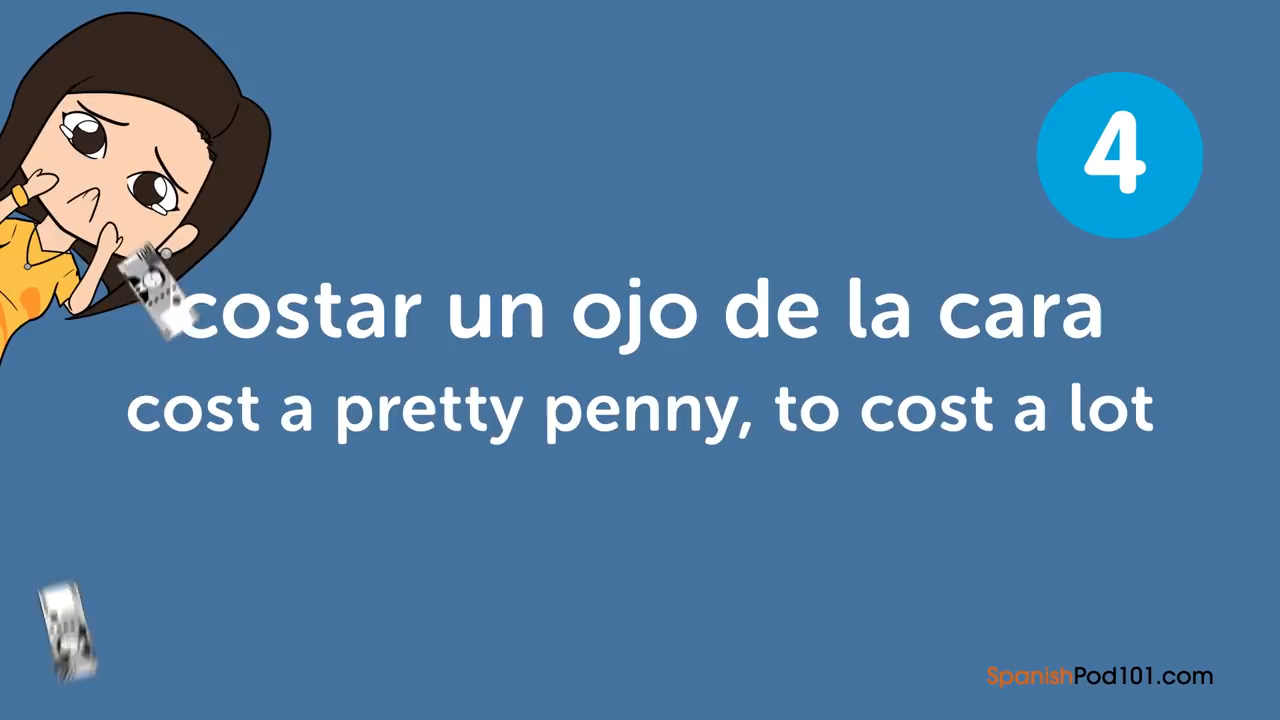 4
costar un ojo de la cara
cost a pretty penny, to cost a lot
SpanishPod101.com